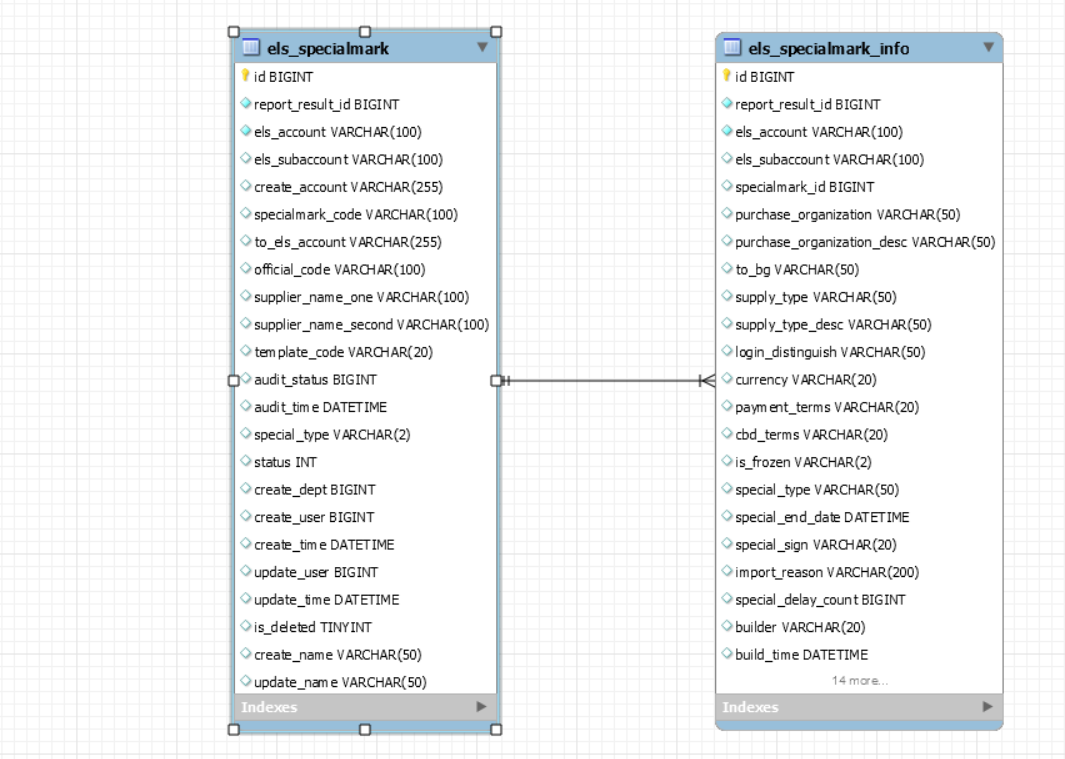 els_specialmark
id BIGINT
report_result_id BIGINT
els_account VARCHAR(100)
els_subaccount VARCHAR(100)
create_account VARCHAR(255)
specialmark_code VARCHAR(100)
to_els_account VARCHAR(255)
official_code VARCHAR(100)
supplier_name_one VARCHAR(100)
supplier_name_second VARCHAR(100)
template_code VARCHAR(20)
audit_status BIGINT
audit_time DATETIME
special_type VARCHAR(2)
status INT
create_dept BIGINT
create_user BIGINT
create_time DATETIME
update_user BIGINT
update_time DATETIME
is_deleted TINYINT
create_name VARCHAR(50)
update_name VARCHAR(50)
Indexes
els_specialmark_info
id BIGINT
report_result_id BIGINT
els_account VARCHAR(100)
els_subaccount VARCHAR(100)
specialmark_id BIGINT
purchase_organization VARCHAR(50)
purchase_organization_desc VARCHAR(50)
to_bg VARCHAR(50)
supply_type VARCHAR(50)
supply_type_desc VARCHAR(50)
login_distinguish VARCHAR(50)
currency VARCHAR(20)
payment_terms VARCHAR(20)
cbd_terms VARCHAR(20)
is_frozen VARCHAR(2)
special_type VARCHAR(50)
special_end_date DATETIME
special_sign VARCHAR(20)
import_reason VARCHAR(200)
special_delay_count BIGINT
builder VARCHAR(20)
build_time DATETIME
14 more...
Indexes